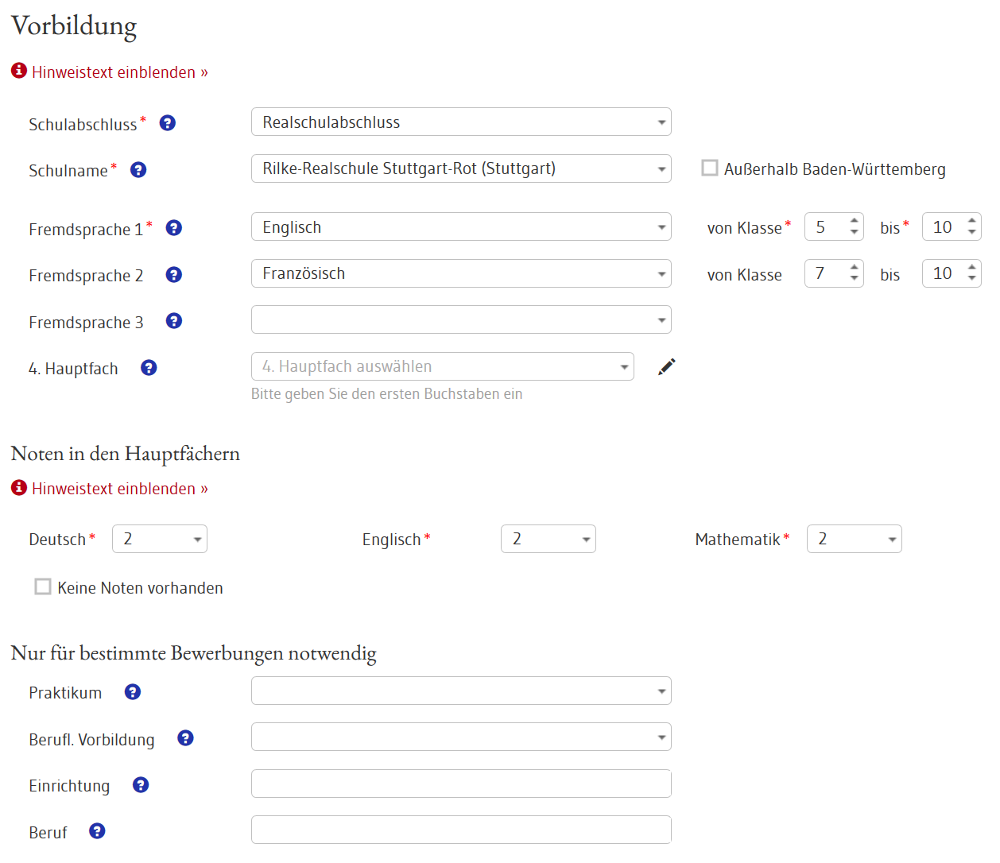 Vorbildung
Hinweistext einblenden »
Schulabschluss* Realschulabschluss
Schulname* Rilke-Realschule Stuttgart-Rot (Stuttgart) Außerhalb Baden-Württemberg
Fremdsprache 1* Englisch von Klasse* 5 bis* 10
Fremdsprache 2 Französisch von Klasse 7 bis 10
Fremdsprache 3
4. Hauptfach 4. Hauptfach auswählen
Bitte geben Sie den ersten Buchstaben ein
Noten in den Hauptfächern
Hinweistext einblenden »
Deutsch* 2 Englisch* 2 Mathematik* 2
Keine Noten vorhanden
Nur für bestimmte Bewerbungen notwendig
Praktikum
Berufl. Vorbildung
Einrichtung
Beruf